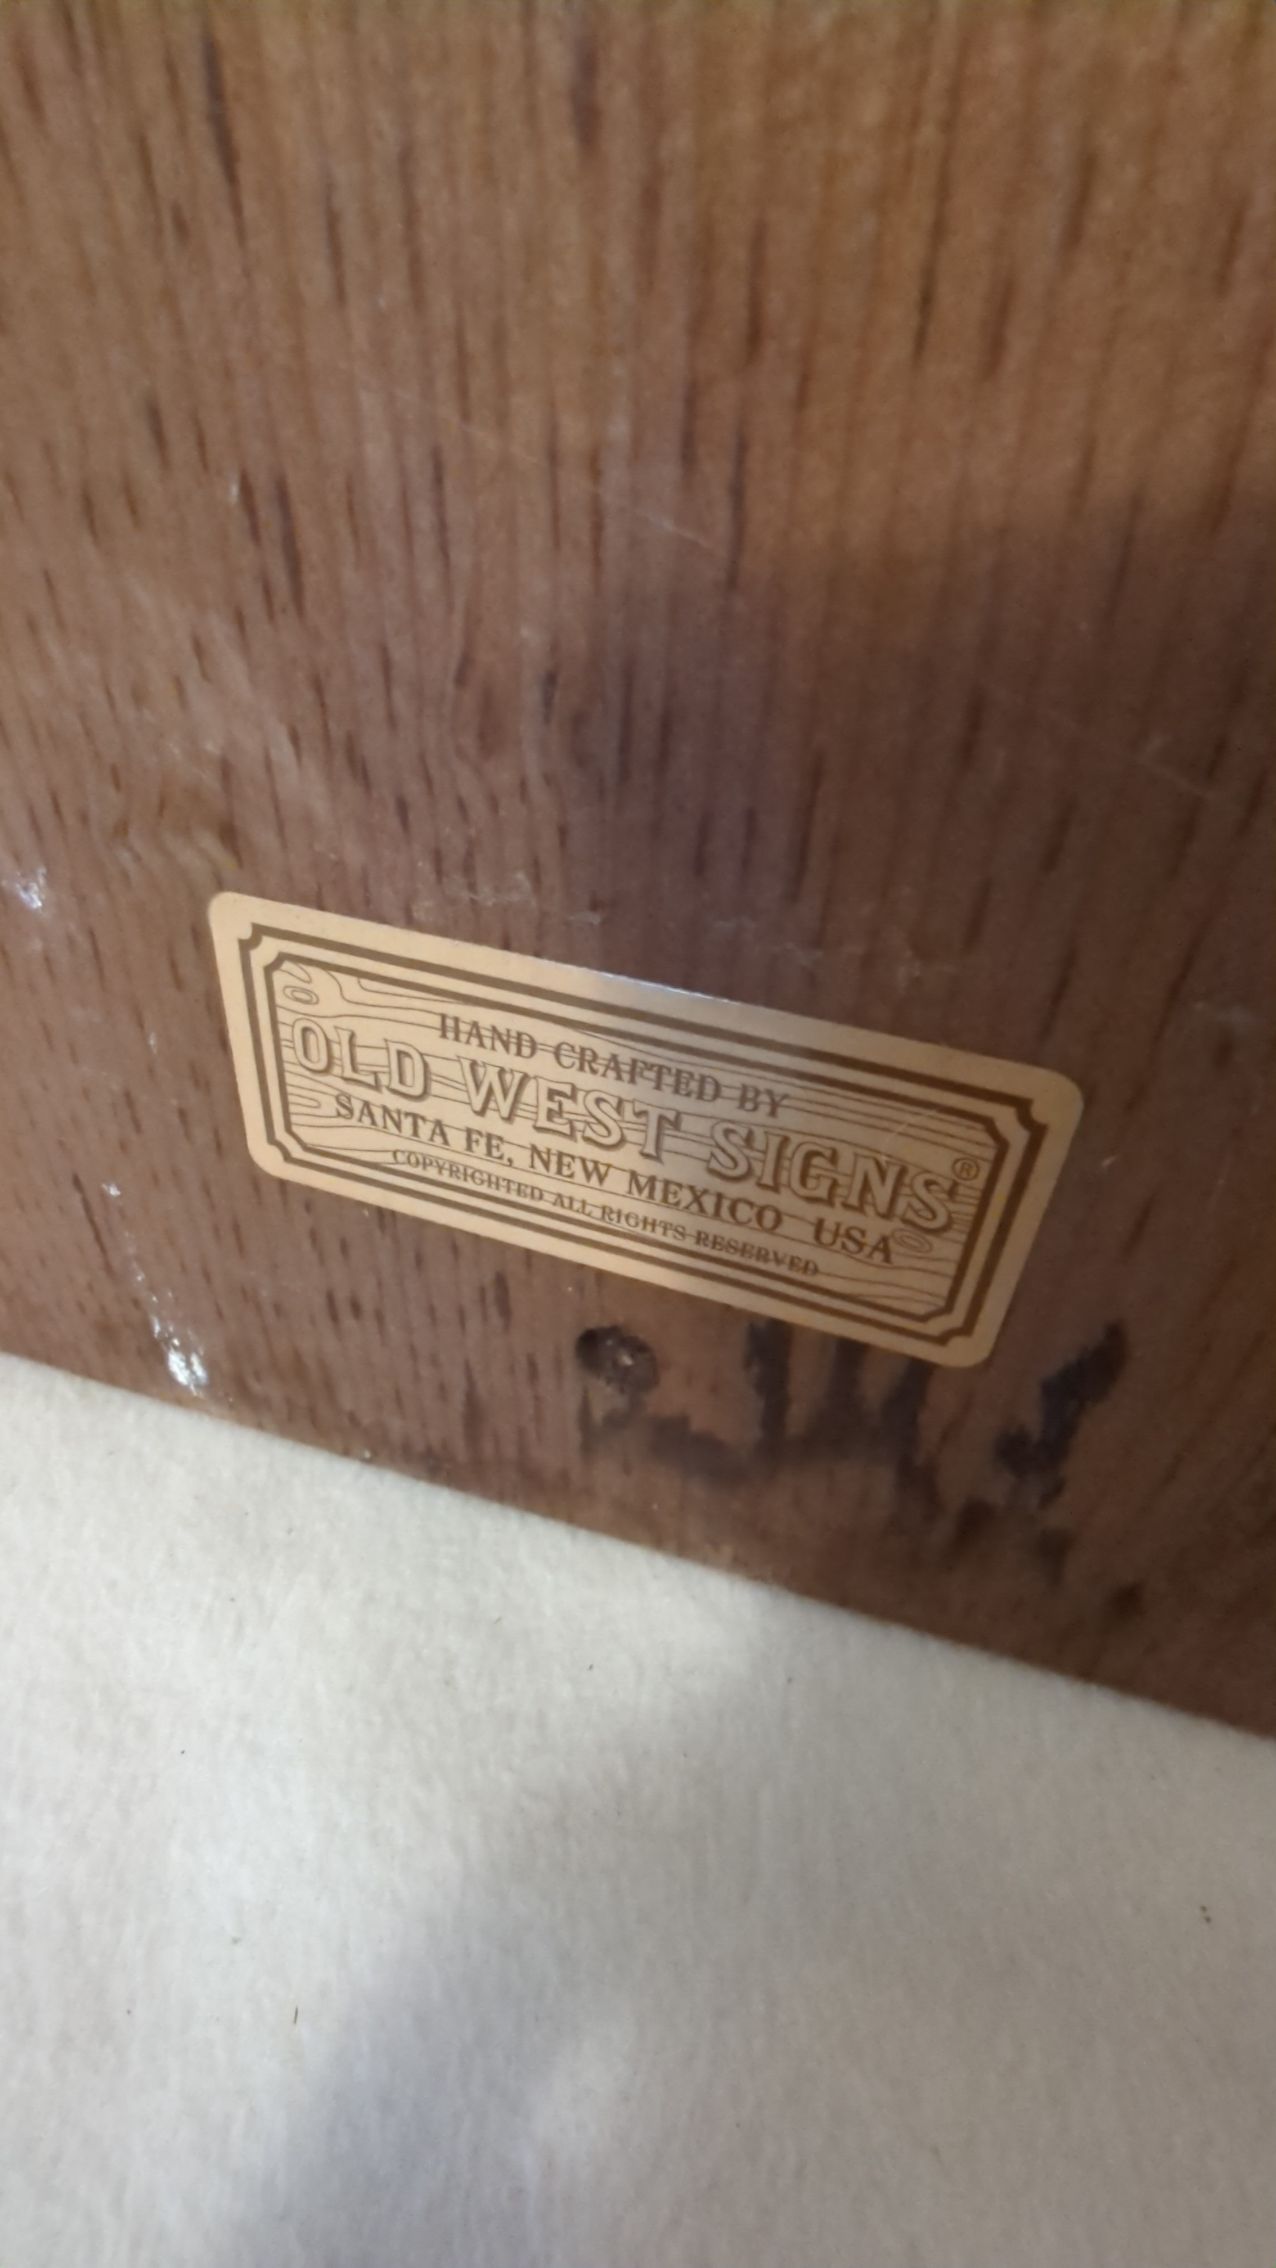 HAND CRAFTED BY
OLD WEST SIGNS®
SANTA FE, NEW MEXICO USA
COPYRIGHTED ALL RIGHTS RESERVED